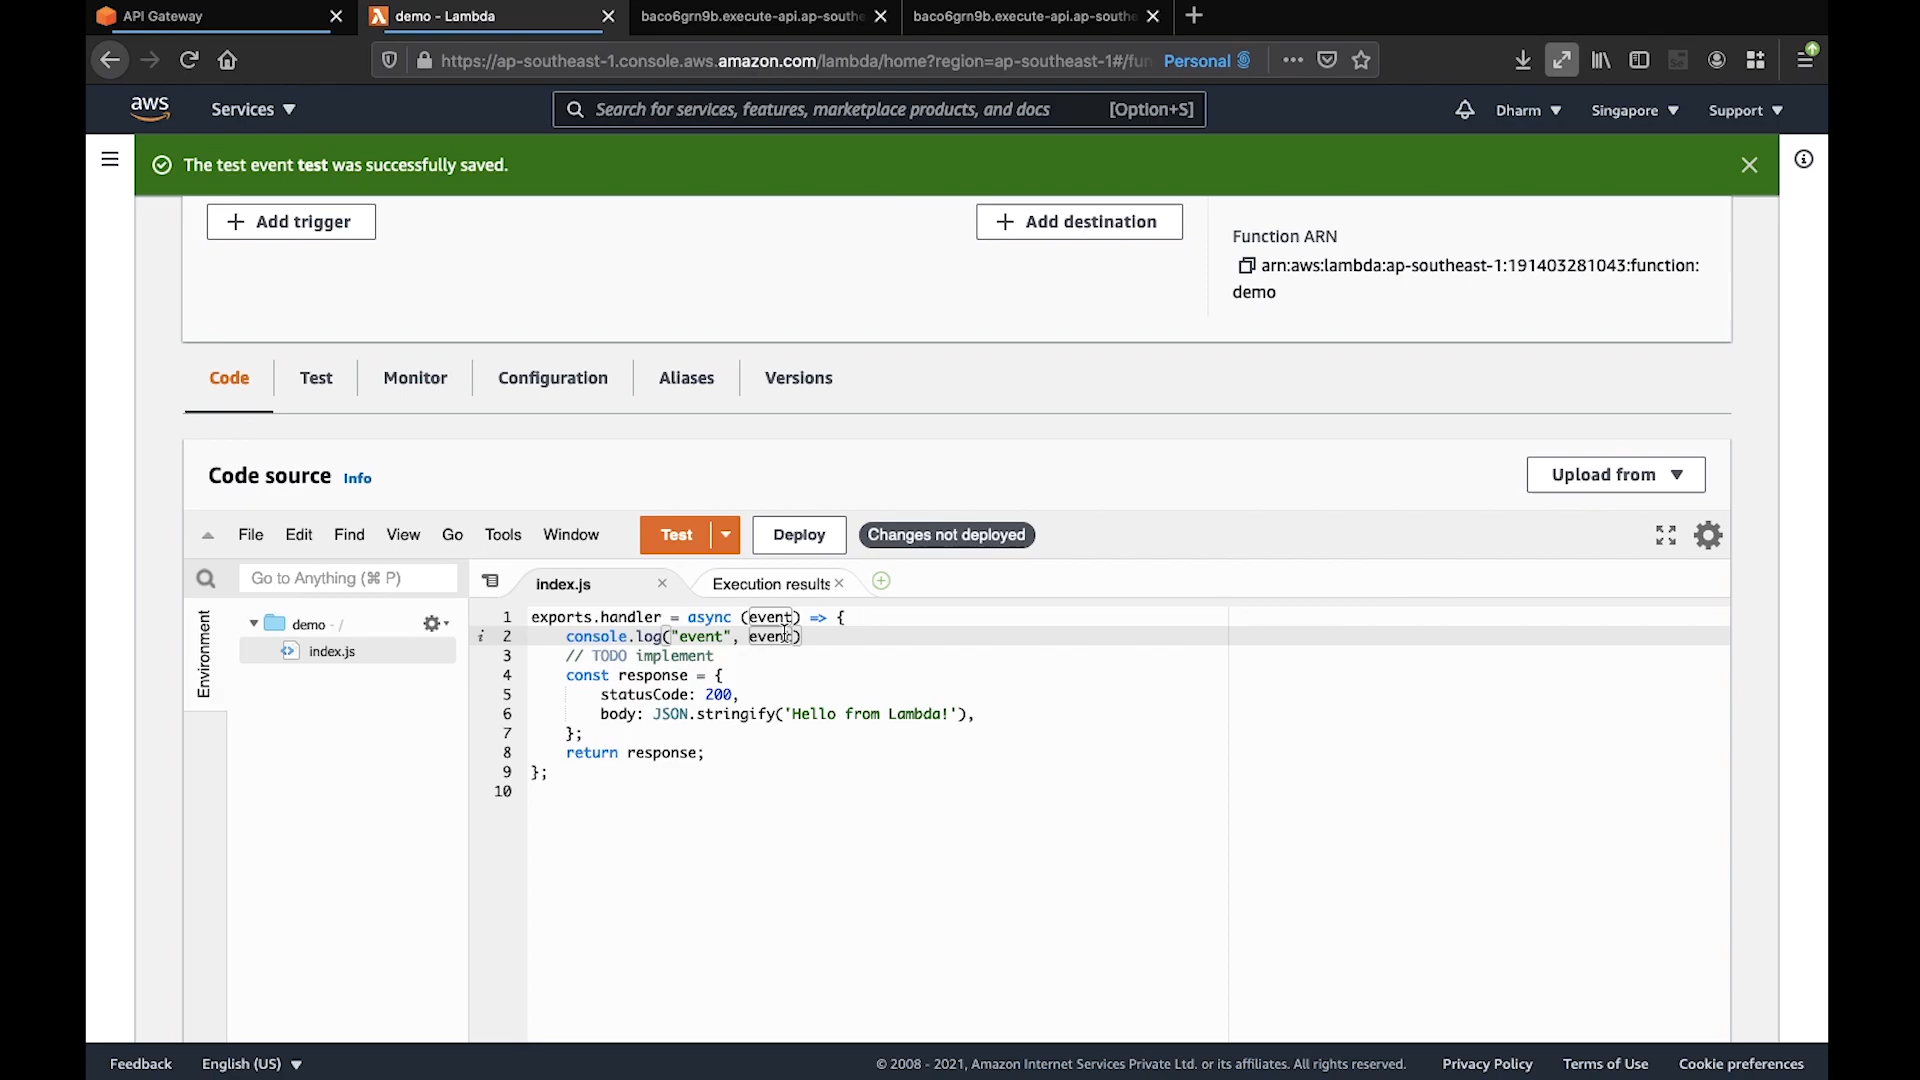 API Gateway
demo - Lambda
baco6grn9b.execute-api.ap-southe
baco6grn9b.execute-api.ap-southe
https://ap-southeast-1.console.aws.amazon.com/lambda/home?region=ap-southeast-1#/fun
Personal
aws
Services
Search for services, features, marketplace products, and docs
[Option+S]
Dharm
Singapore
Support
The test event test was successfully saved.
Add trigger
Add destination
Function ARN
arn:aws:lambda:ap-southeast-1:191403281043:function:
demo
Code
Test
Monitor
Configuration
Aliases
Versions
Code source Info
Upload from
File
Edit
Find
View
Go
Tools
Window
Test
Deploy
Changes not deployed
Go to Anything (⌘ P)
index.js
Execution results
Environment
demo - /
index.js
1 exports.handler = async (event) => {
i 2 console.log("event", event)
3 // TODO implement
4 const response = {
5 statusCode: 200,
6 body: JSON.stringify('Hello from Lambda!'),
7 };
8 return response;
9 };
10
Feedback
English (US)
© 2008 - 2021, Amazon Internet Services Private Ltd. or its affiliates. All rights reserved.
Privacy Policy
Terms of Use
Cookie preferences